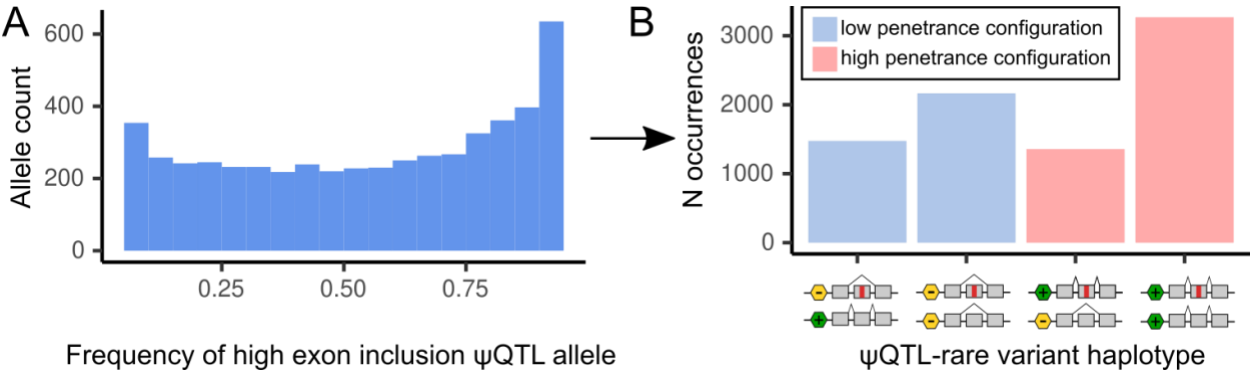 A
600
400
200
0
Allele count
0.25
0.50
0.75
Frequency of high exon inclusion ψQTL allele
B
low penetrance configuration
high penetrance configuration
3000
2000
1000
0
N occurrences
- - + +
+ - - +
ψQTL-rare variant haplotype